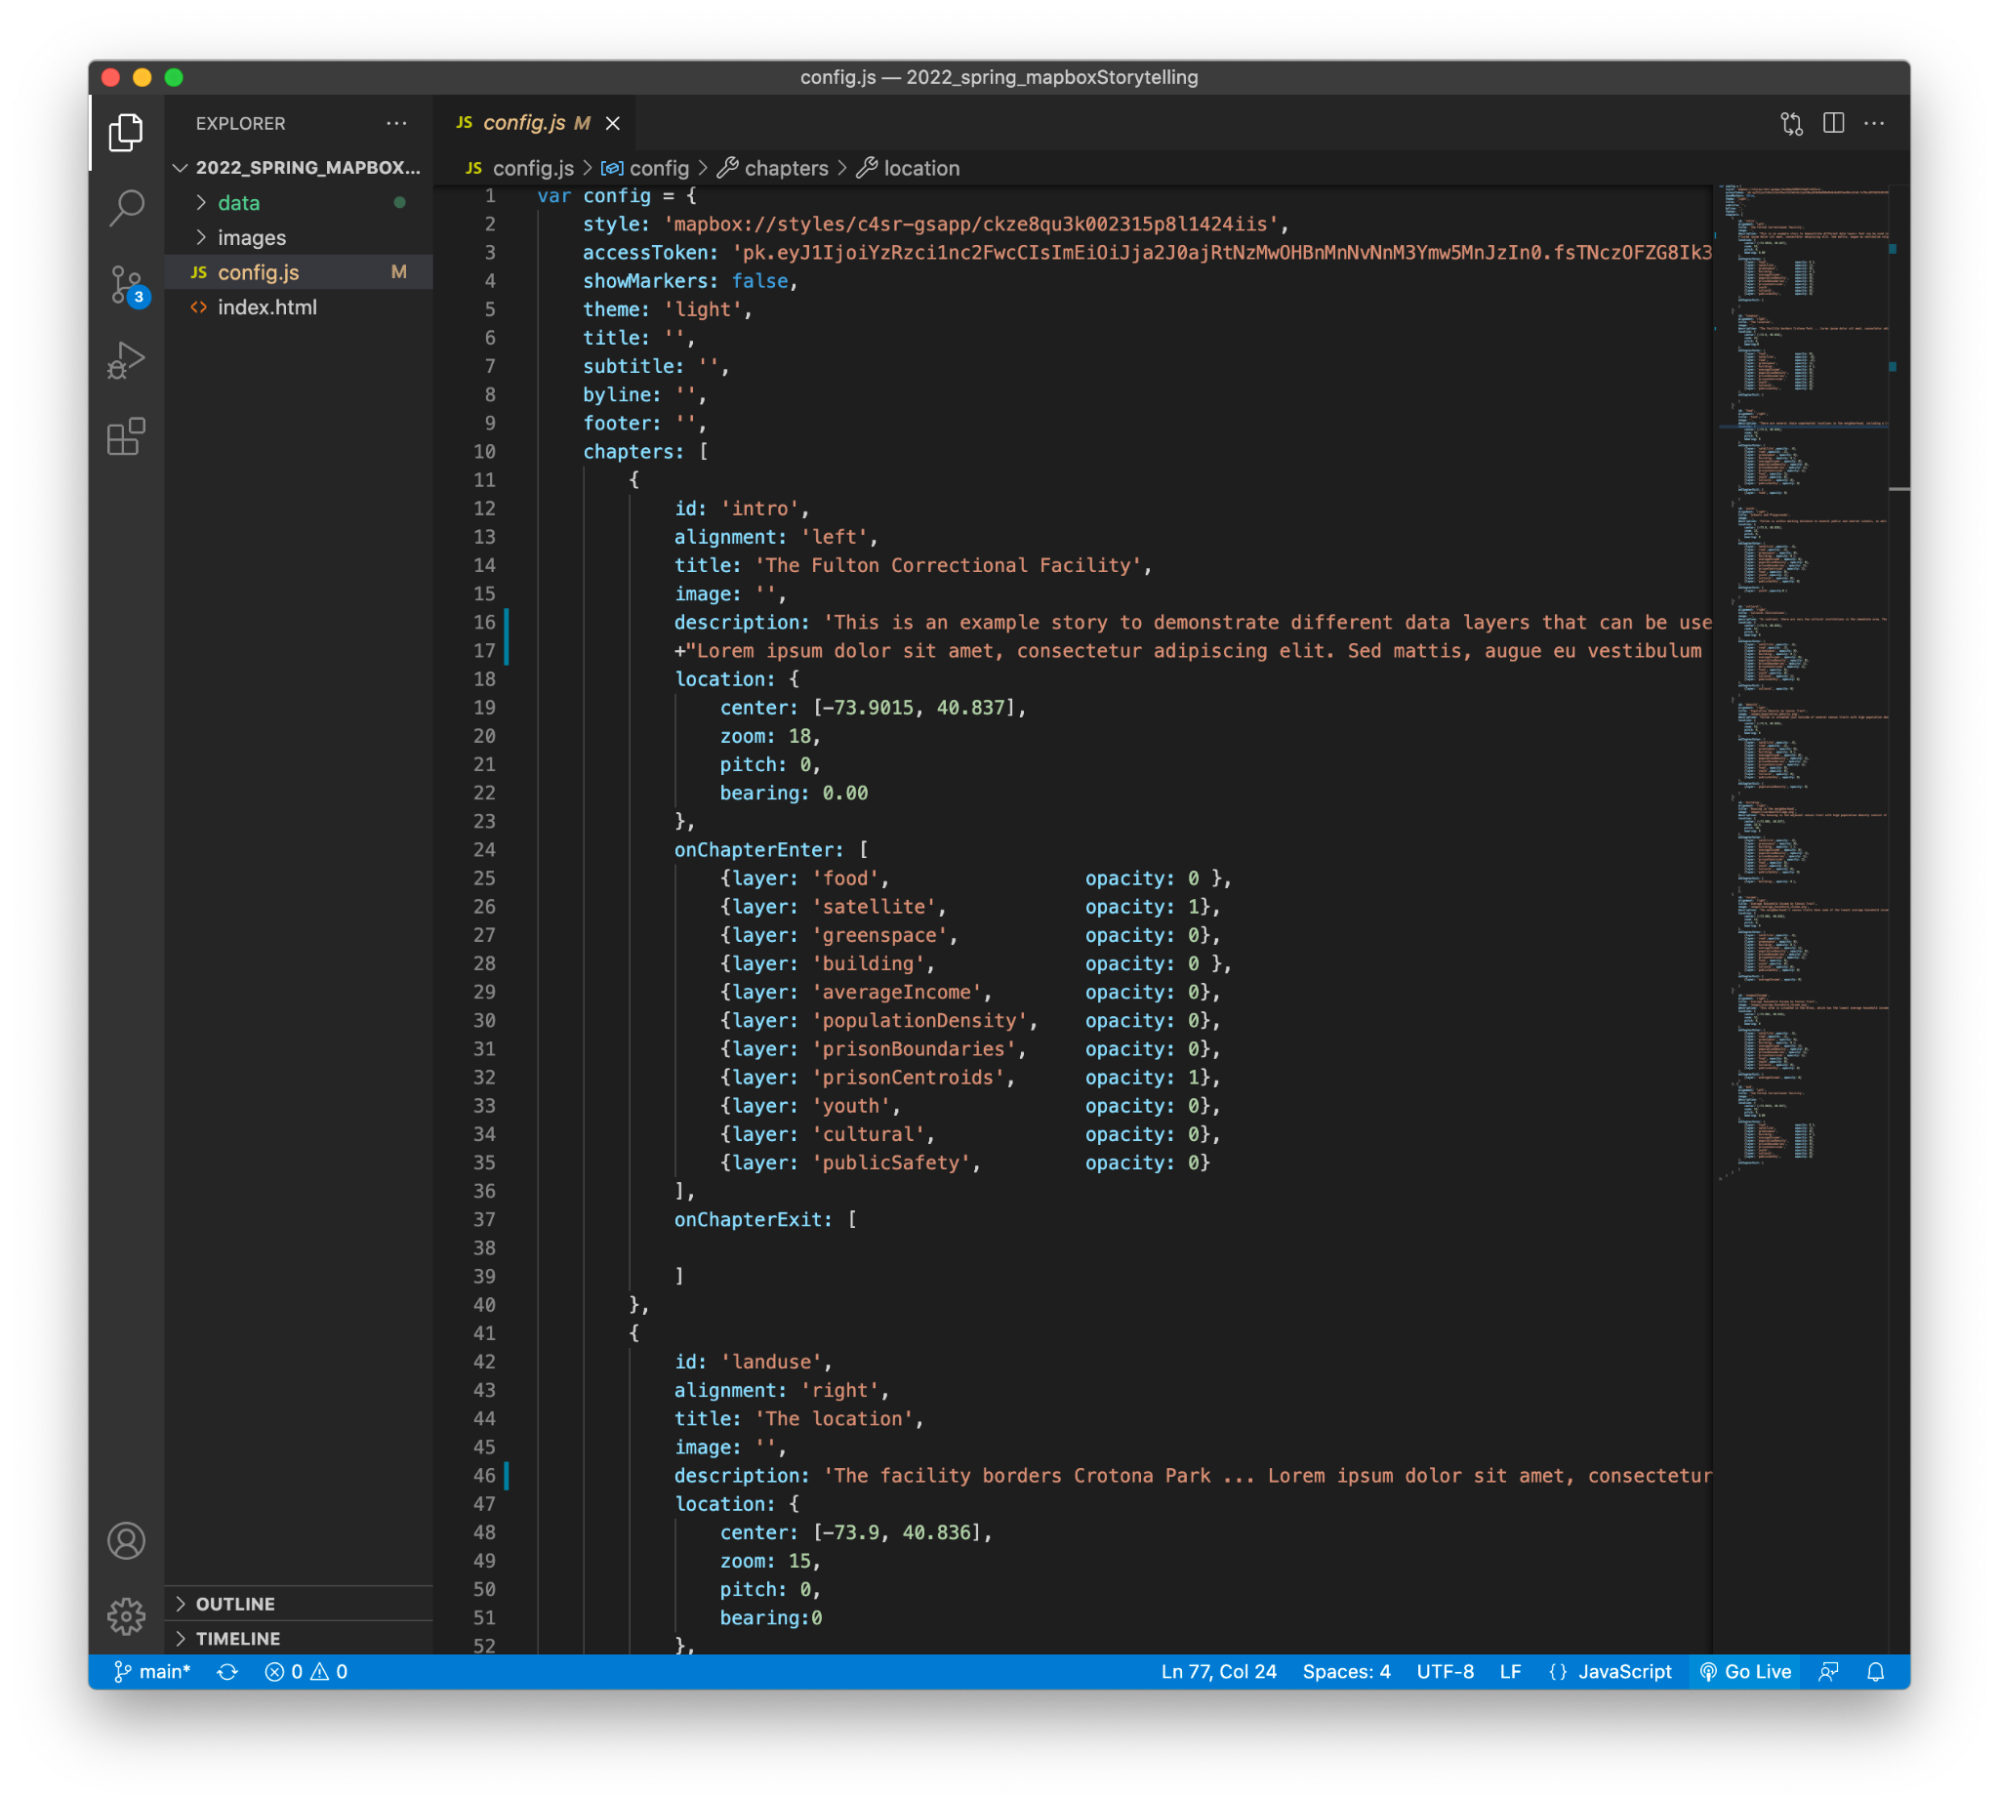 config.js — 2022_spring_mapboxStorytelling
EXPLORER
JS config.js M
2022_SPRING_MAPBOX...
JS config.js > config > chapters > location
data
images
JS config.js M
index.html
3
OUTLINE
TIMELINE
1 var config = {
2 style: 'mapbox://styles/c4sr-gsapp/ckze8qu3k002315p8l1424iis',
3 accessToken: 'pk.eyJ1IjoiYzRzci1nc2FwcCIsImEiOiJja2J0ajRtNzMwOHBnMnNvNnM3Ymw5MnJzIn0.fsTNczOFZG8Ik3
4 showMarkers: false,
5 theme: 'light',
6 title: '',
7 subtitle: '',
8 byline: '',
9 footer: '',
10 chapters: [
11 {
12 id: 'intro',
13 alignment: 'left',
14 title: 'The Fulton Correctional Facility',
15 image: '',
16 description: 'This is an example story to demonstrate different data layers that can be use
17 +"Lorem ipsum dolor sit amet, consectetur adipiscing elit. Sed mattis, augue eu vestibulum
18 location: {
19 center: [-73.9015, 40.837],
20 zoom: 18,
21 pitch: 0,
22 bearing: 0.00
23 },
24 onChapterEnter: [
25 {layer: 'food', opacity: 0 },
26 {layer: 'satellite', opacity: 1},
27 {layer: 'greenspace', opacity: 0},
28 {layer: 'building', opacity: 0 },
29 {layer: 'averageIncome', opacity: 0},
30 {layer: 'populationDensity', opacity: 0},
31 {layer: 'prisonBoundaries', opacity: 0},
32 {layer: 'prisonCentroids', opacity: 1},
33 {layer: 'youth', opacity: 0},
34 {layer: 'cultural', opacity: 0},
35 {layer: 'publicSafety', opacity: 0}
36 ],
37 onChapterExit: [
38
39 ]
40 },
41 {
42 id: 'landuse',
43 alignment: 'right',
44 title: 'The location',
45 image: '',
46 description: 'The facility borders Crotona Park ... Lorem ipsum dolor sit amet, consectetur
47 location: {
48 center: [-73.9, 40.836],
49 zoom: 15,
50 pitch: 0,
51 bearing:0
52 },
main* 0 0 Ln 77, Col 24 Spaces: 4 UTF-8 LF {} JavaScript Go Live